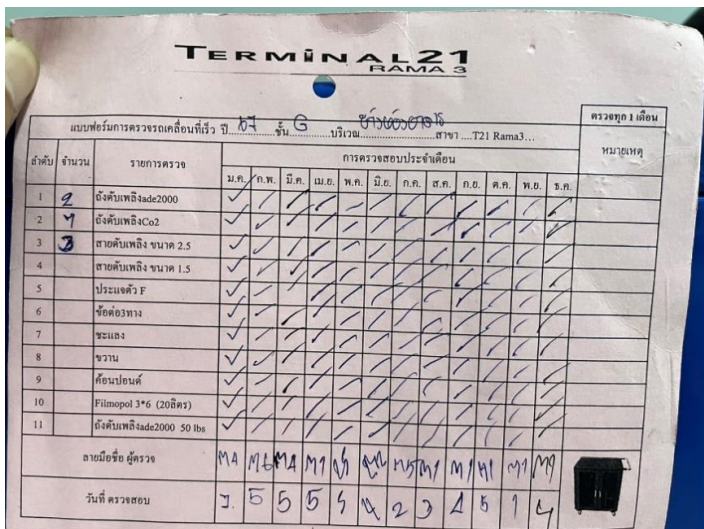 TERMINAL21
RAMA 3
ตรวจทุก 1 เดือน
แบบฟอร์มการตรวจรถเคลื่อนที่เร็ว ปี 67 ชั้น G บริเวณ สาขา ....T21 Rama3...
ลำดับ จำนวน รายการตรวจ การตรวจสอบประจำเดือน หมายเหตุ
ม.ค. ก.พ. มี.ค. เม.ย. พ.ค. มิ.ย. ก.ค. ส.ค. ก.ย. ต.ค. พ.ย. ธ.ค.
1 2 ถังดับเพลิงade2000
2 ถังดับเพลิงCo2
3 3 สายดับเพลิง ขนาด 2.5
4 สายดับเพลิง ขนาด 1.5
5 ประแจตัว F
6 ข้อต่อ3ทาง
7 ชะแลง
8 ขวาน
9 ค้อนปอนด์
10 Filmopol 3*6 (20ลิตร)
11 ถังดับเพลิงade2000 50 lbs
ลายมือชื่อ ผู้ตรวจ
วันที่ ตรวจสอบ 5 5 5 5 4 2 3 4 5 1 4